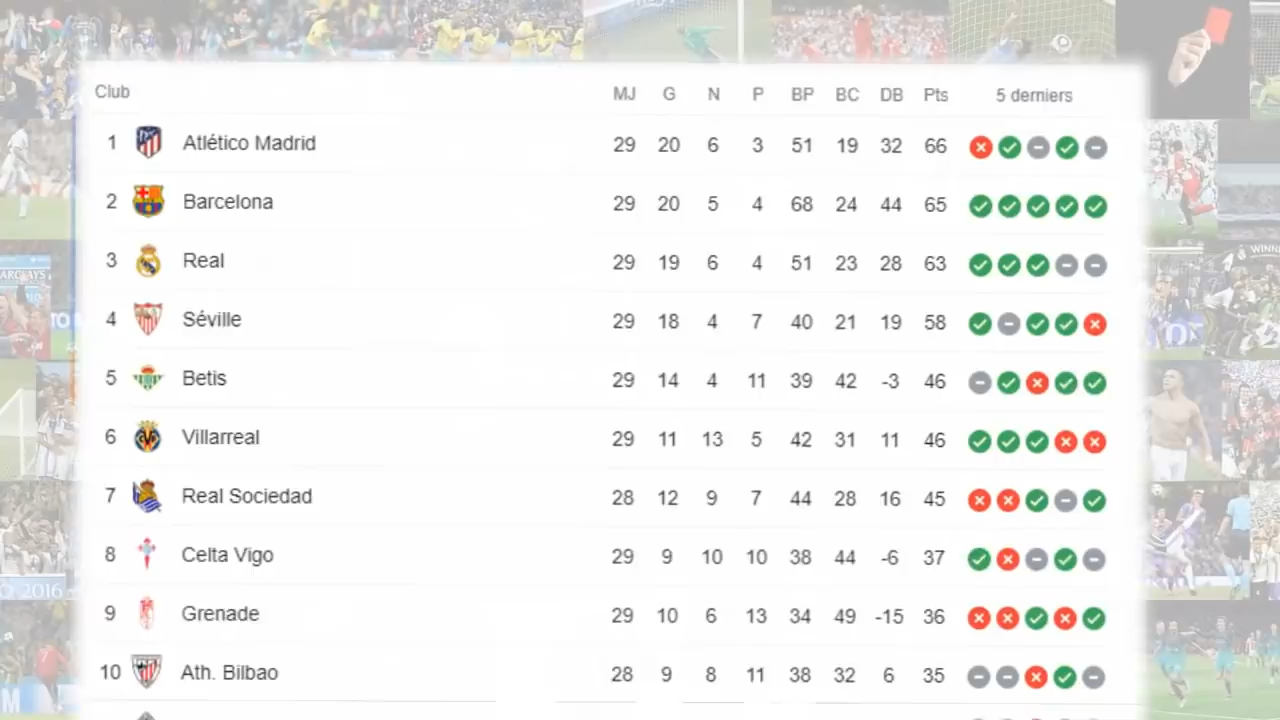 Club MJ G N P BP BC DB Pts 5 derniers
1 Atlético Madrid 29 20 6 3 51 19 32 66
2 Barcelona 29 20 5 4 68 24 44 65
3 Real 29 19 6 4 51 23 28 63
4 Séville 29 18 4 7 40 21 19 58
5 Betis 29 14 4 11 39 42 -3 46
6 Villarreal 29 11 13 5 42 31 11 46
7 Real Sociedad 28 12 9 7 44 28 16 45
8 Celta Vigo 29 9 10 10 38 44 -6 37
9 Grenade 29 10 6 13 34 49 -15 36
10 Ath. Bilbao 28 9 8 11 38 32 6 35